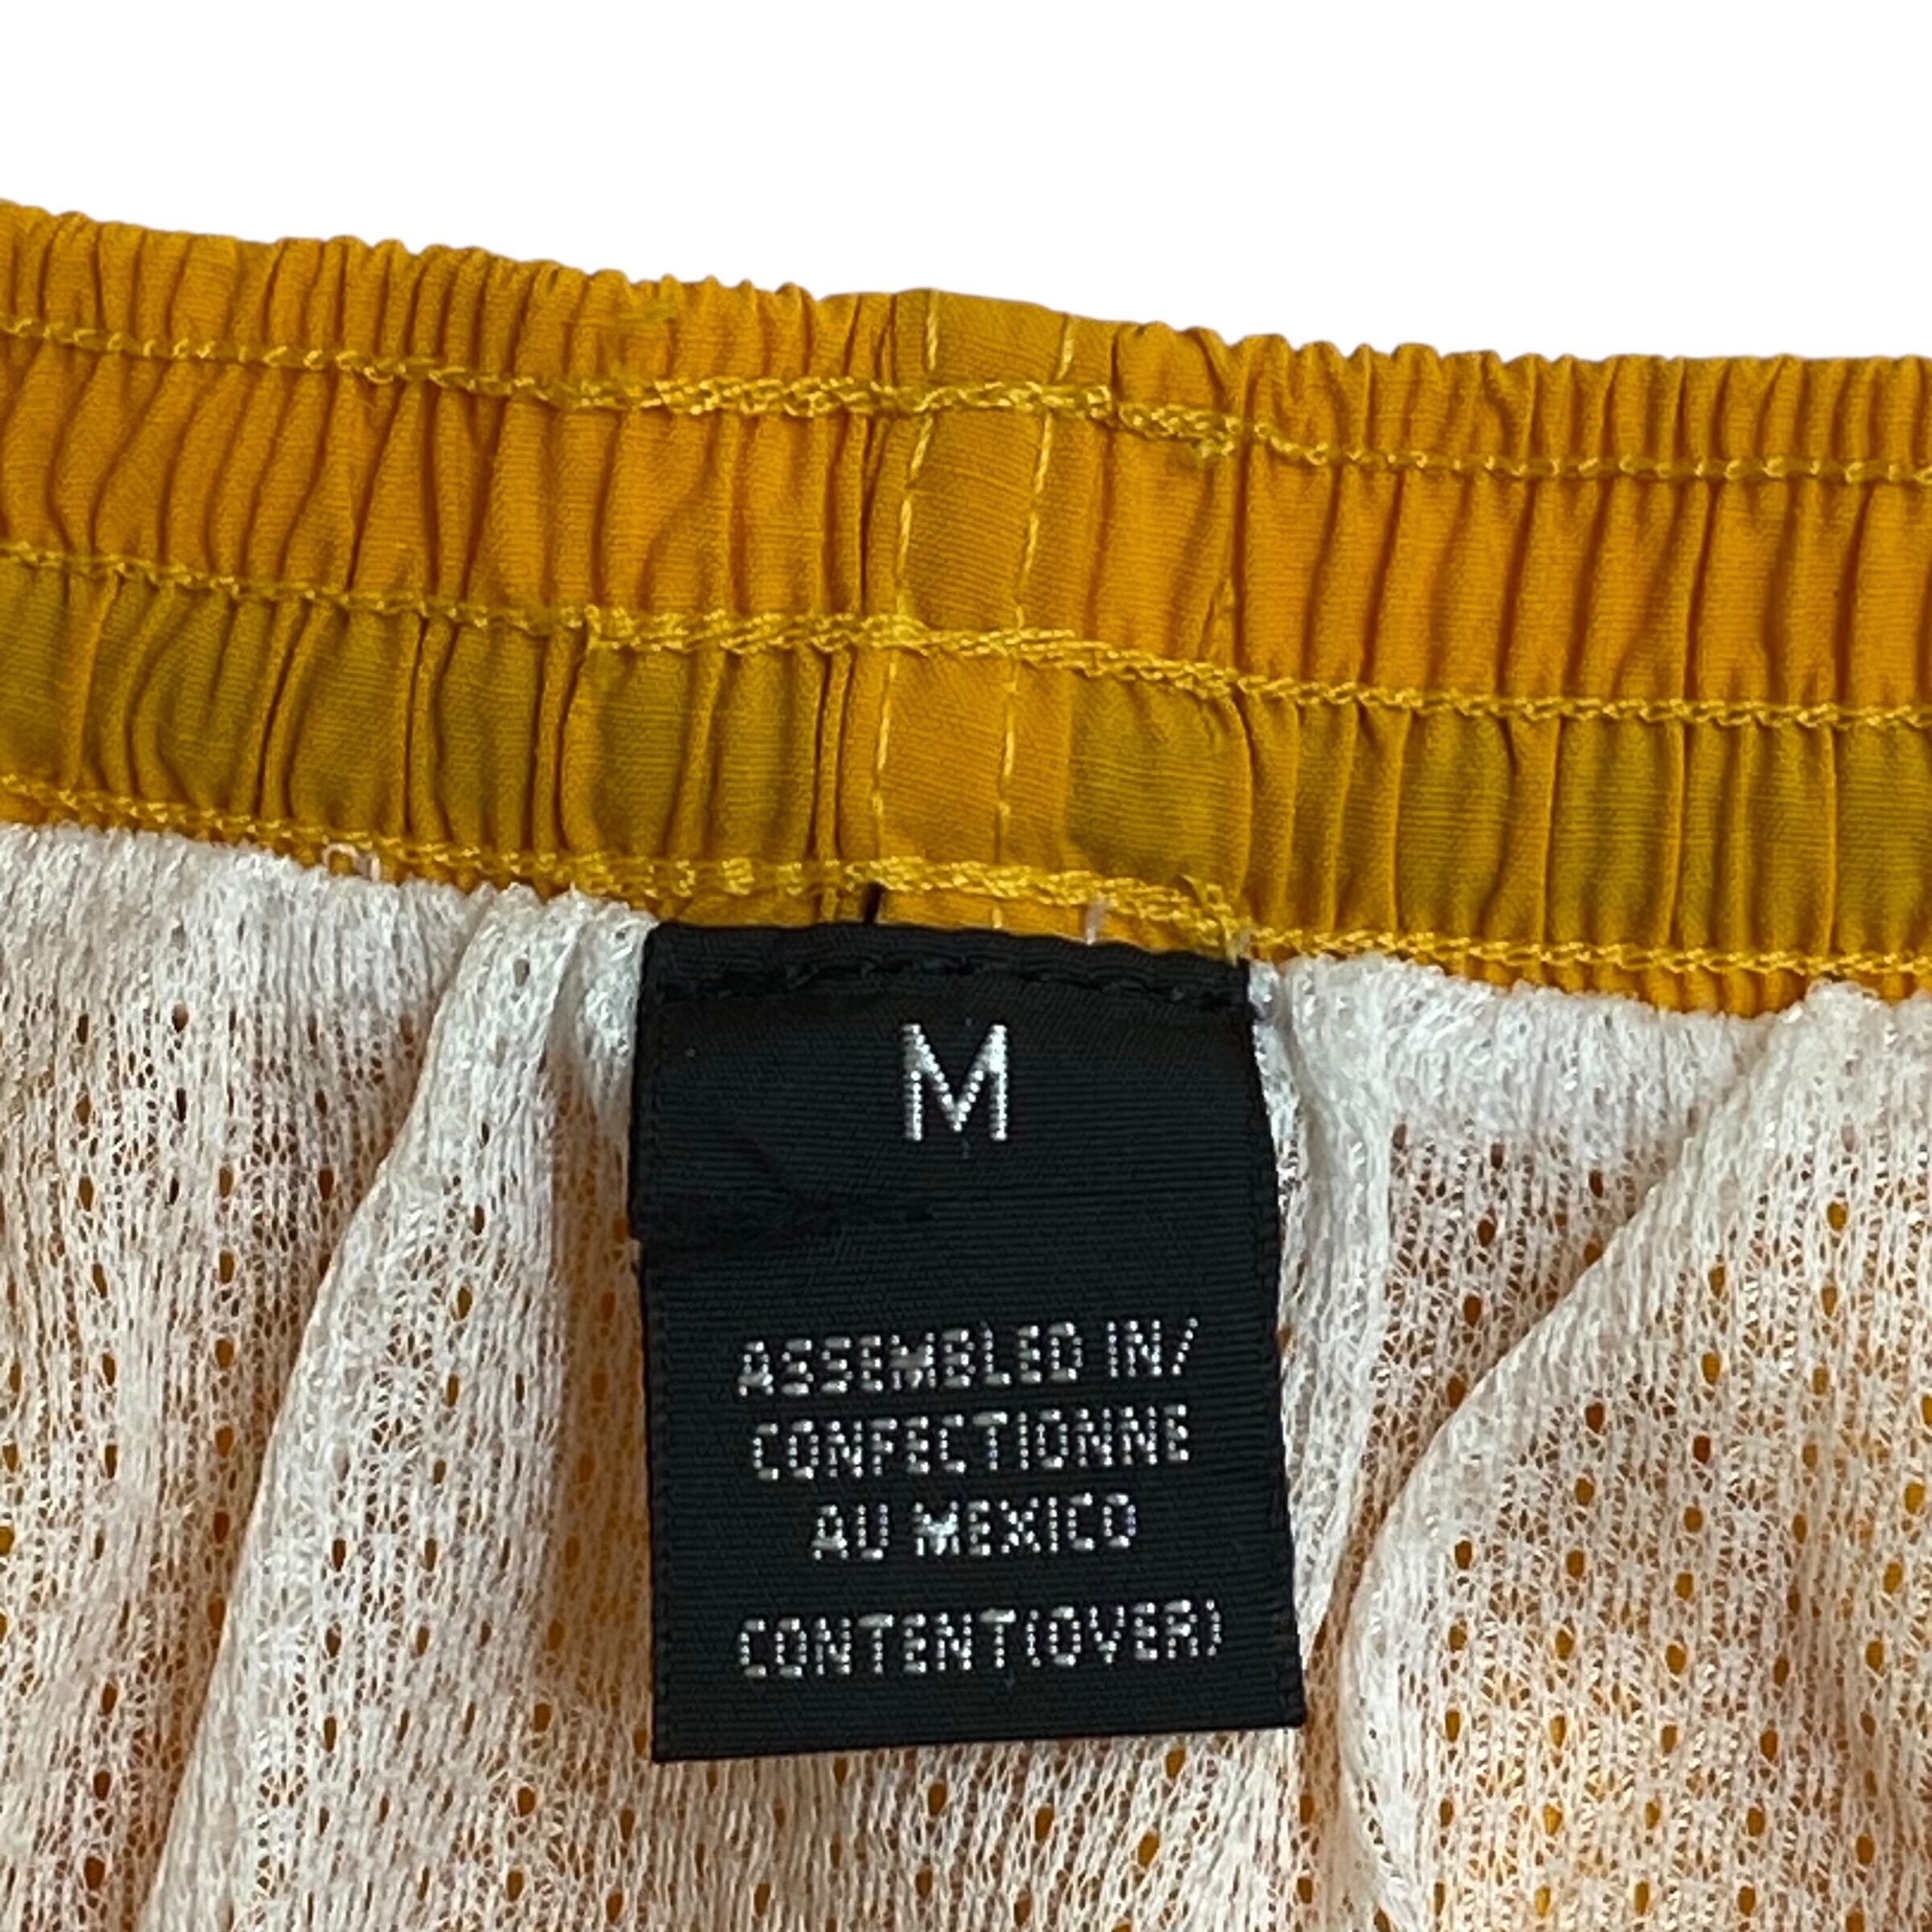 M
ASSEMBLED IN/
CONFECTIONNE
AU MEXICO
CONTENT(OVER)